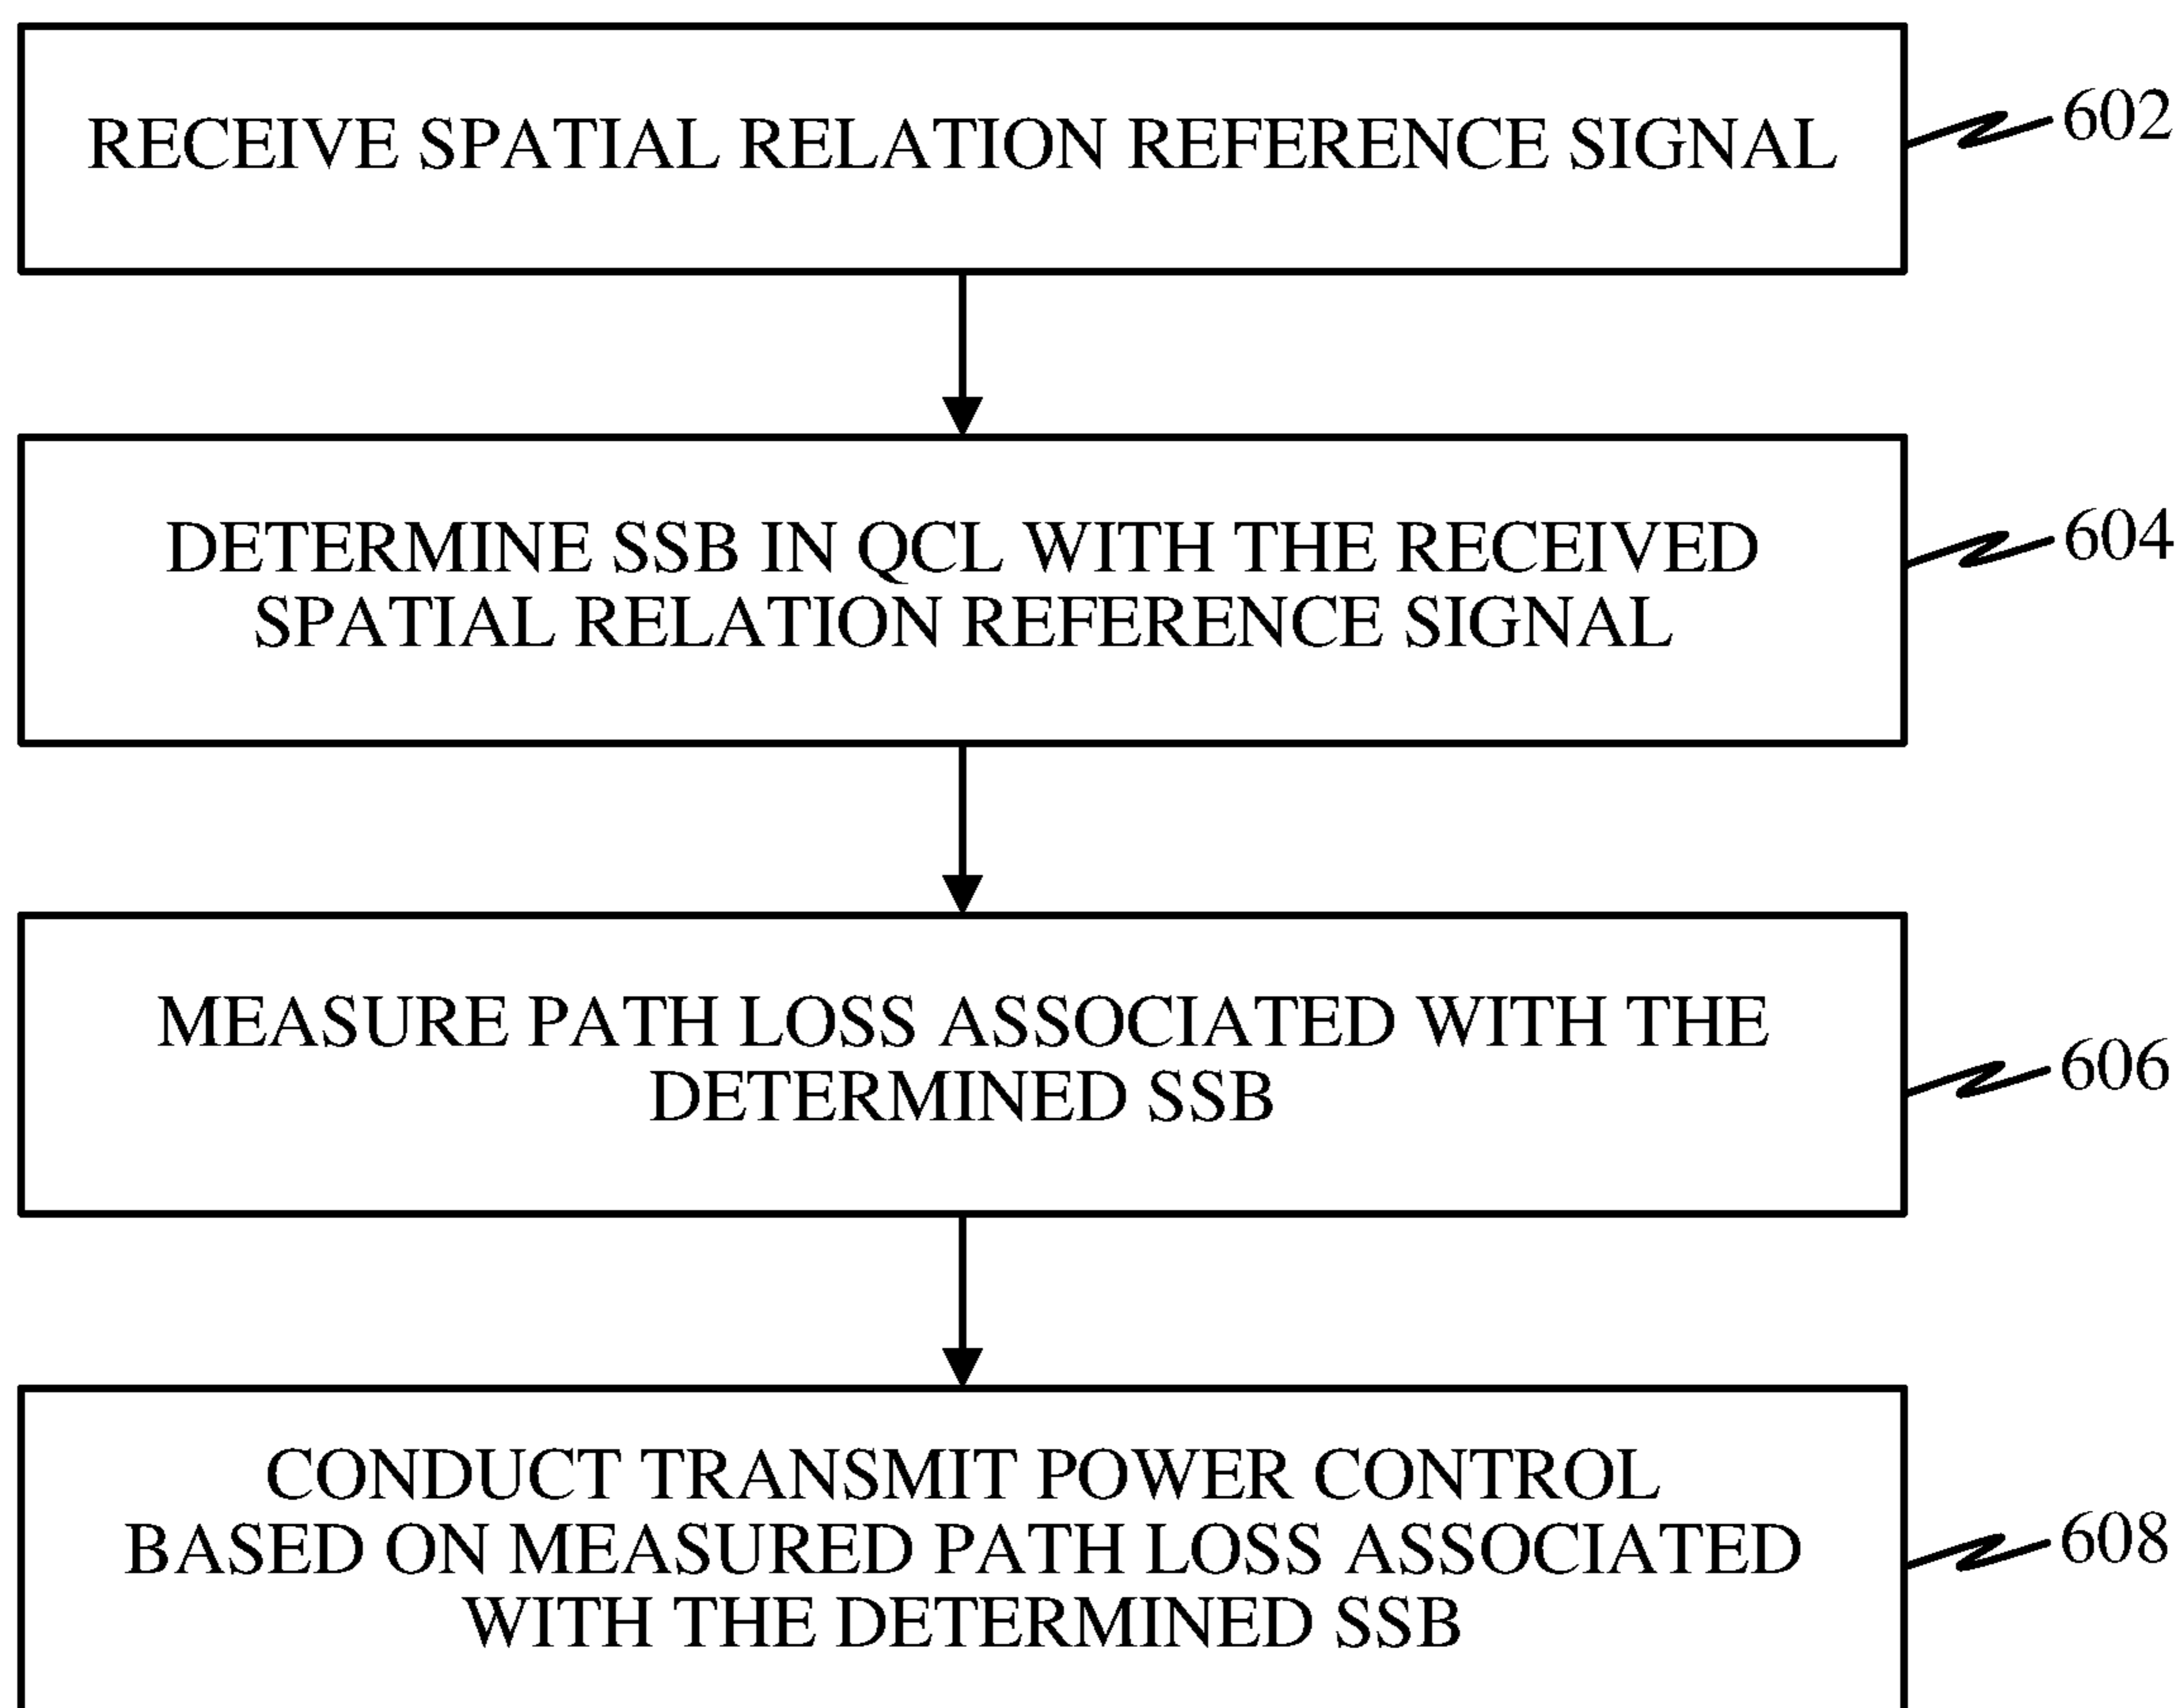 RECEIVE SPATIAL RELATION REFERENCE SIGNAL
602
DETERMINE SSB IN QCL WITH THE RECEIVED
SPATIAL RELATION REFERENCE SIGNAL
604
MEASURE PATH LOSS ASSOCIATED WITH THE
DETERMINED SSB
606
CONDUCT TRANSMIT POWER CONTROL
BASED ON MEASURED PATH LOSS ASSOCIATED
WITH THE DETERMINED SSB
608